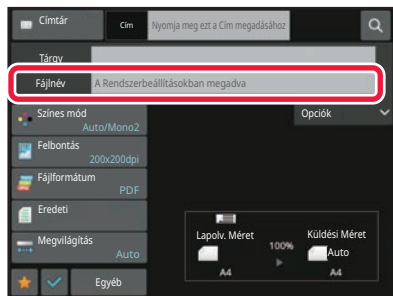 Címtár
Cím
Nyomja meg ezt a Cím megadásához
Tárgy
Fájlnév
A Rendszerbeállításokban megadva
Színes mód
Auto/Mono2
Opciók
Felbontás
200x200dpi
Fájlformátum
PDF
Eredeti
Megvilágítás
Auto
Lapolv. Méret
100%
Küldési Méret
Auto
A4
A4
Egyéb